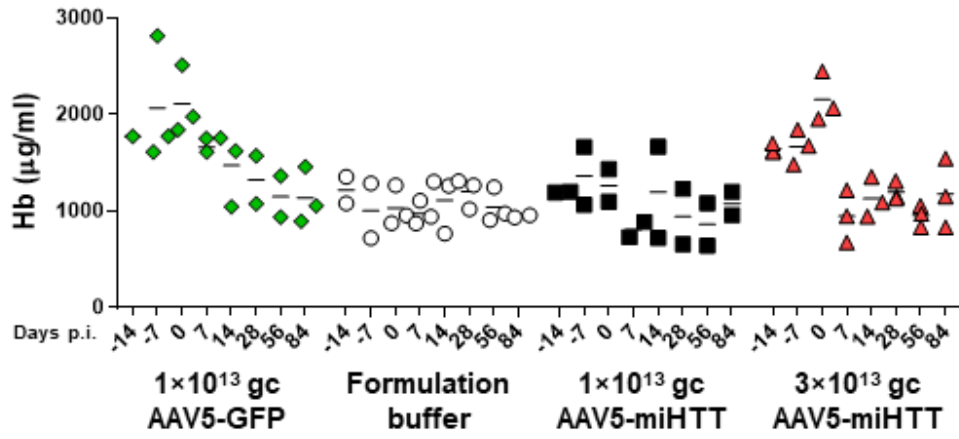 3000
2000
1000
0
Hb (μg/ml)
Days p.i. -14 -7 0 7 14 28 56 84 -14 -7 0 7 14 28 56 84 -14 -7 0 7 14 28 56 84 -14 -7 0 7 14 28 56 84
1×10¹³ gc Formulation 1×10¹³ gc 3×10¹³ gc
AAV5-GFP buffer AAV5-miHTT AAV5-miHTT